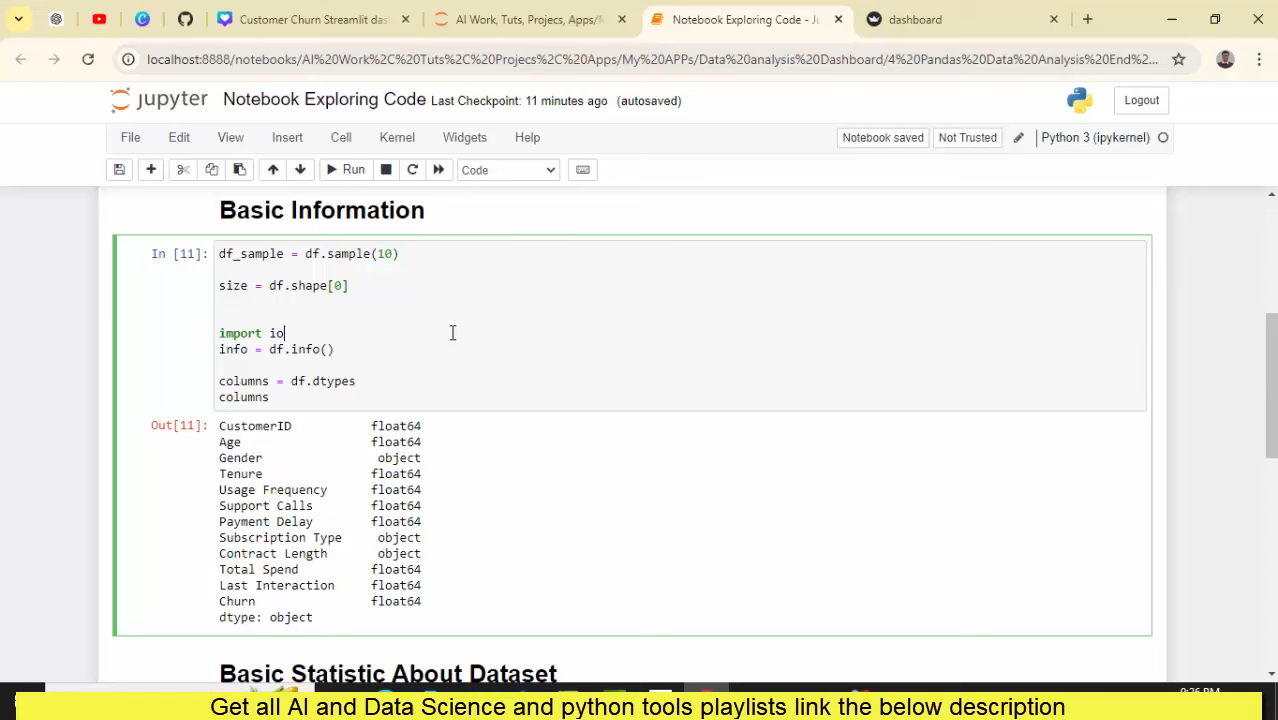 Customer Churn Streamlit das
AI Work, Tuts, Projecs, Apps/M
Notebook Exploring Code - Ju
dashboard
localhost:8888/notebooks/AI%20Work%2C%20Tuts%2C%20Projecs%2C%20Apps/My%20APPs/Data%20analysis%20Dashboard/4%20Pandas%20Data%20Analysis%20End%2...
jupyter Notebook Exploring Code Last Checkpoint: 11 minutes ago (autosaved)
Logout
File Edit View Insert Cell Kernel Widgets Help
Notebook saved Not Trusted Python 3 (ipykernel)
Run Code
Basic Information
In [11]: df_sample = df.sample(10)
size = df.shape[0]
import io
info = df.info()
columns = df.dtypes
columns
Out[11]: CustomerID float64
Age float64
Gender object
Tenure float64
Usage Frequency float64
Support Calls float64
Payment Delay float64
Subscription Type object
Contract Length object
Total Spend float64
Last Interaction float64
Churn float64
dtype: object
Basic Statistic About Dataset
Get all AI and Data Science and python tools playlists link the below description